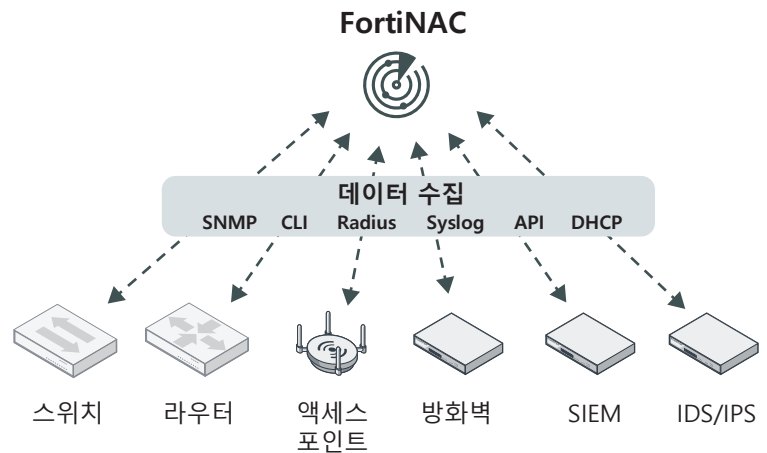 FortiNAC
데이터 수집
SNMP CLI Radius Syslog API DHCP
스위치 라우터 액세스 포인트 방화벽 SIEM IDS/IPS